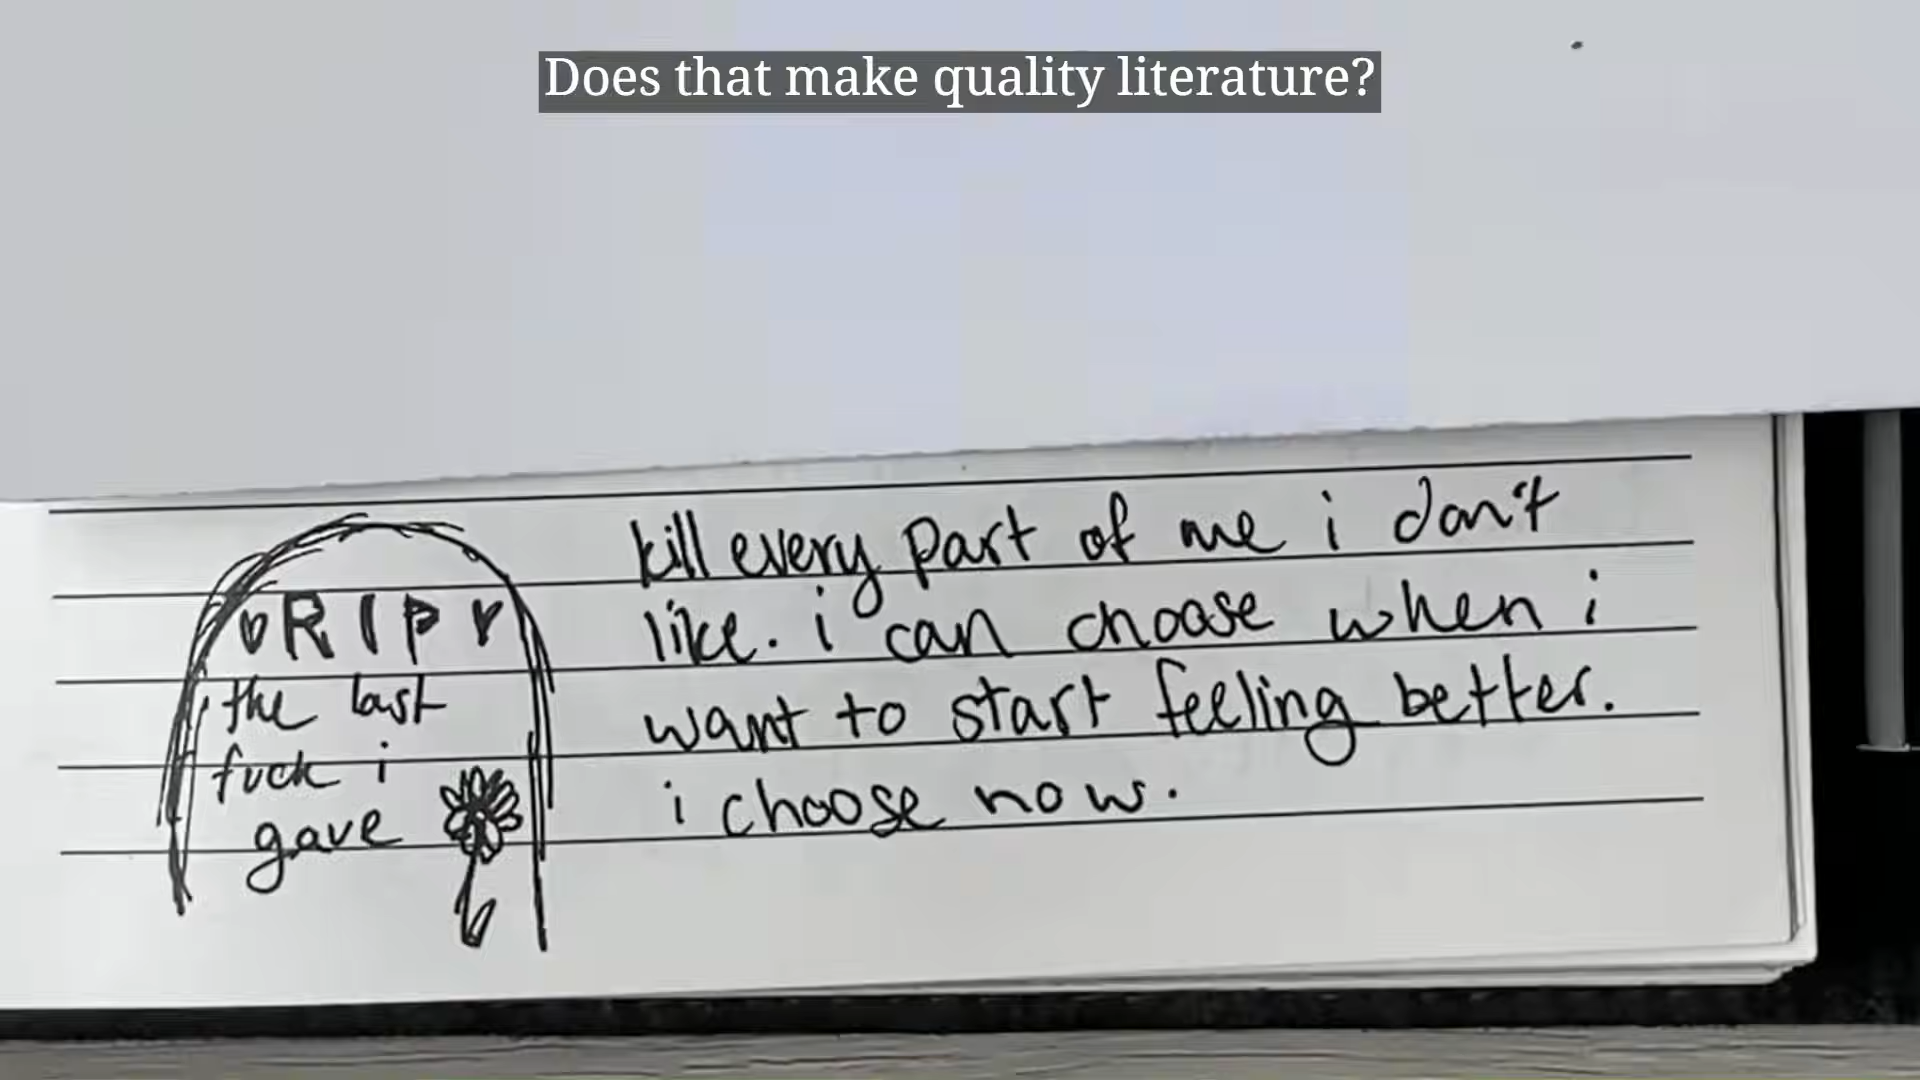 Does that make quality literature?
RIP
the last
fuck i
gave
kill every part of me i don't
like. i can choose when i
want to start feeling better.
i choose now.